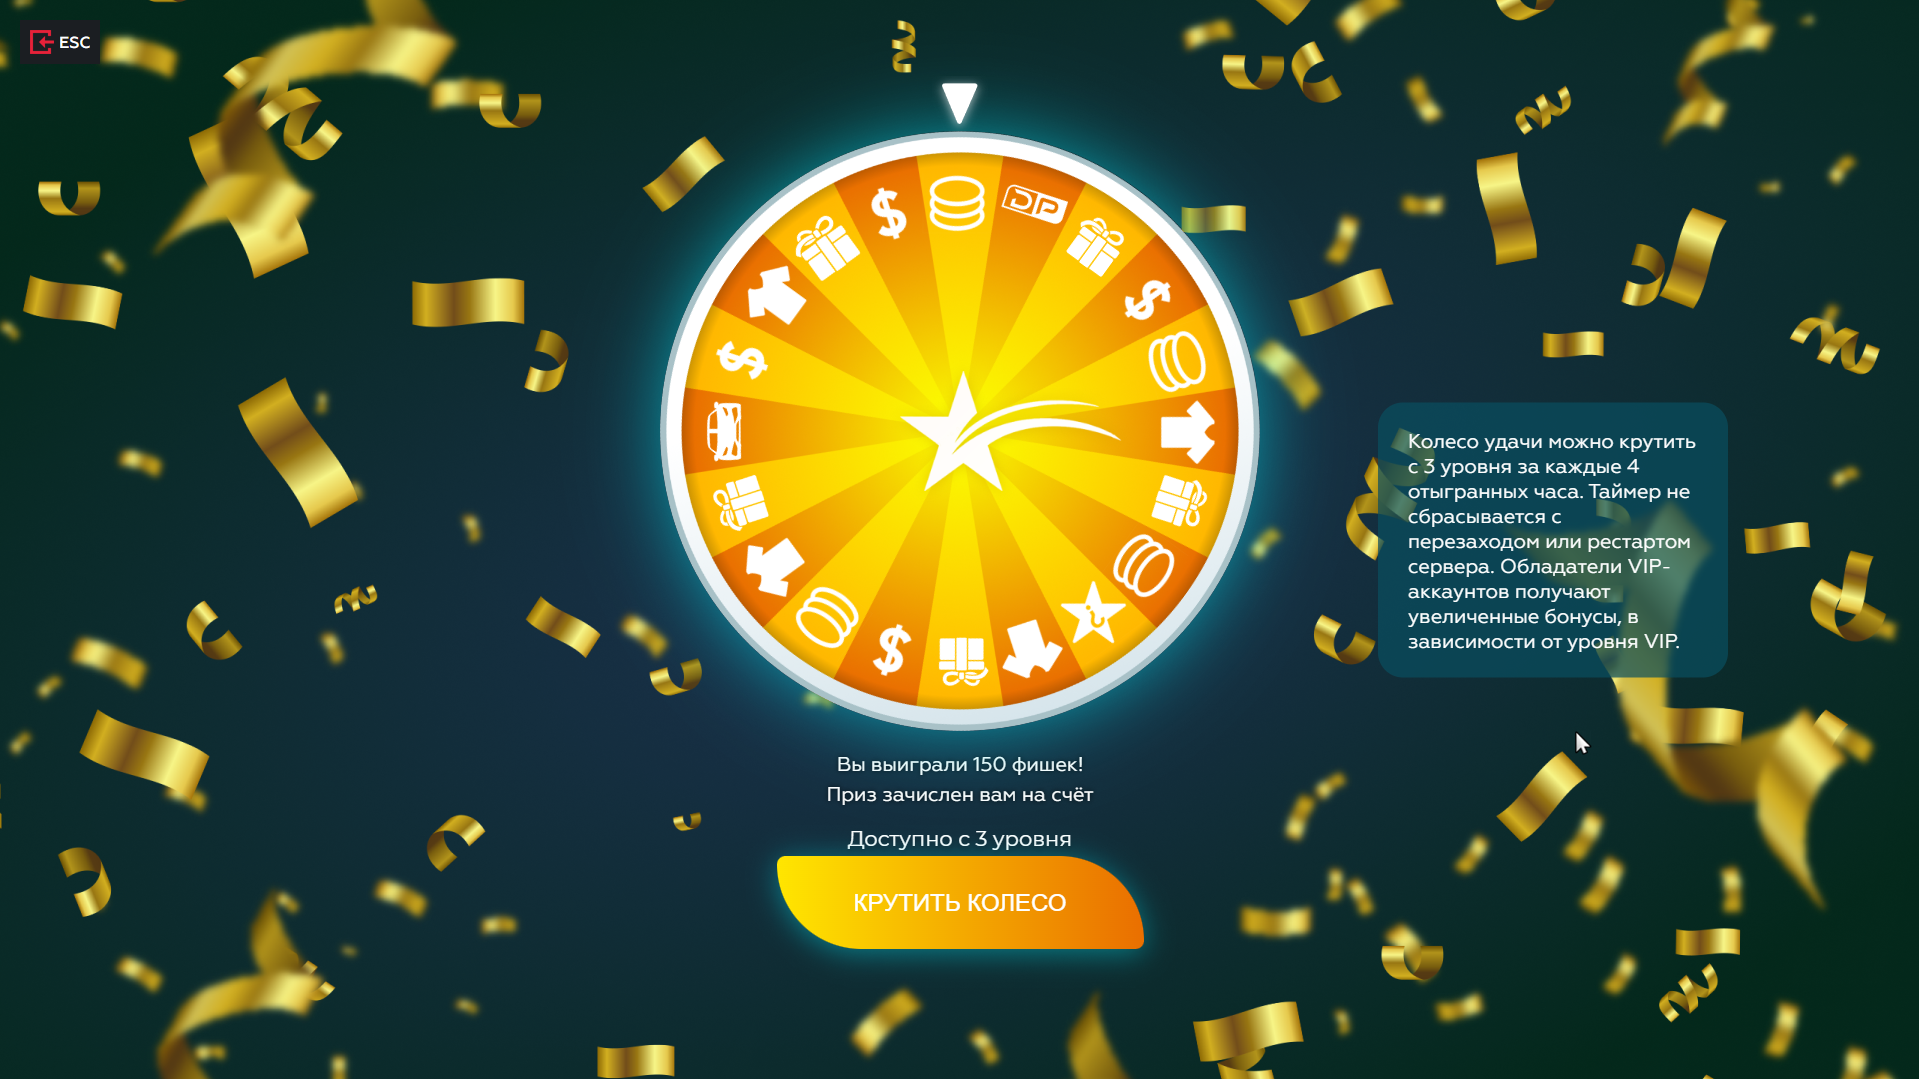 ESC
DP
Колесо удачи можно крутить
с 3 уровня за каждые 4
отыгранных часа. Таймер не
сбрасывается с
перезаходом или рестартом
сервера. Обладатели VIP-
аккаунтов получают
увеличенные бонусы, в
зависимости от уровня VIP.
Вы выиграли 150 фишек!
Приз зачислен вам на счёт
Доступно с 3 уровня
КРУТИТЬ КОЛЕСО